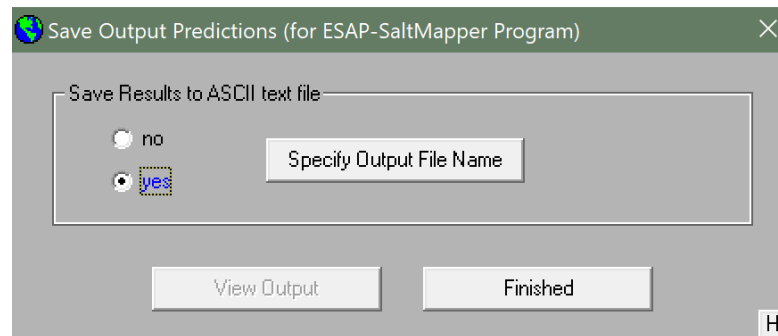 Save Output Predictions (for ESAP-SaltMapper Program)
Save Results to ASCII text file
no
Specify Output File Name
yes
View Output
Finished
H